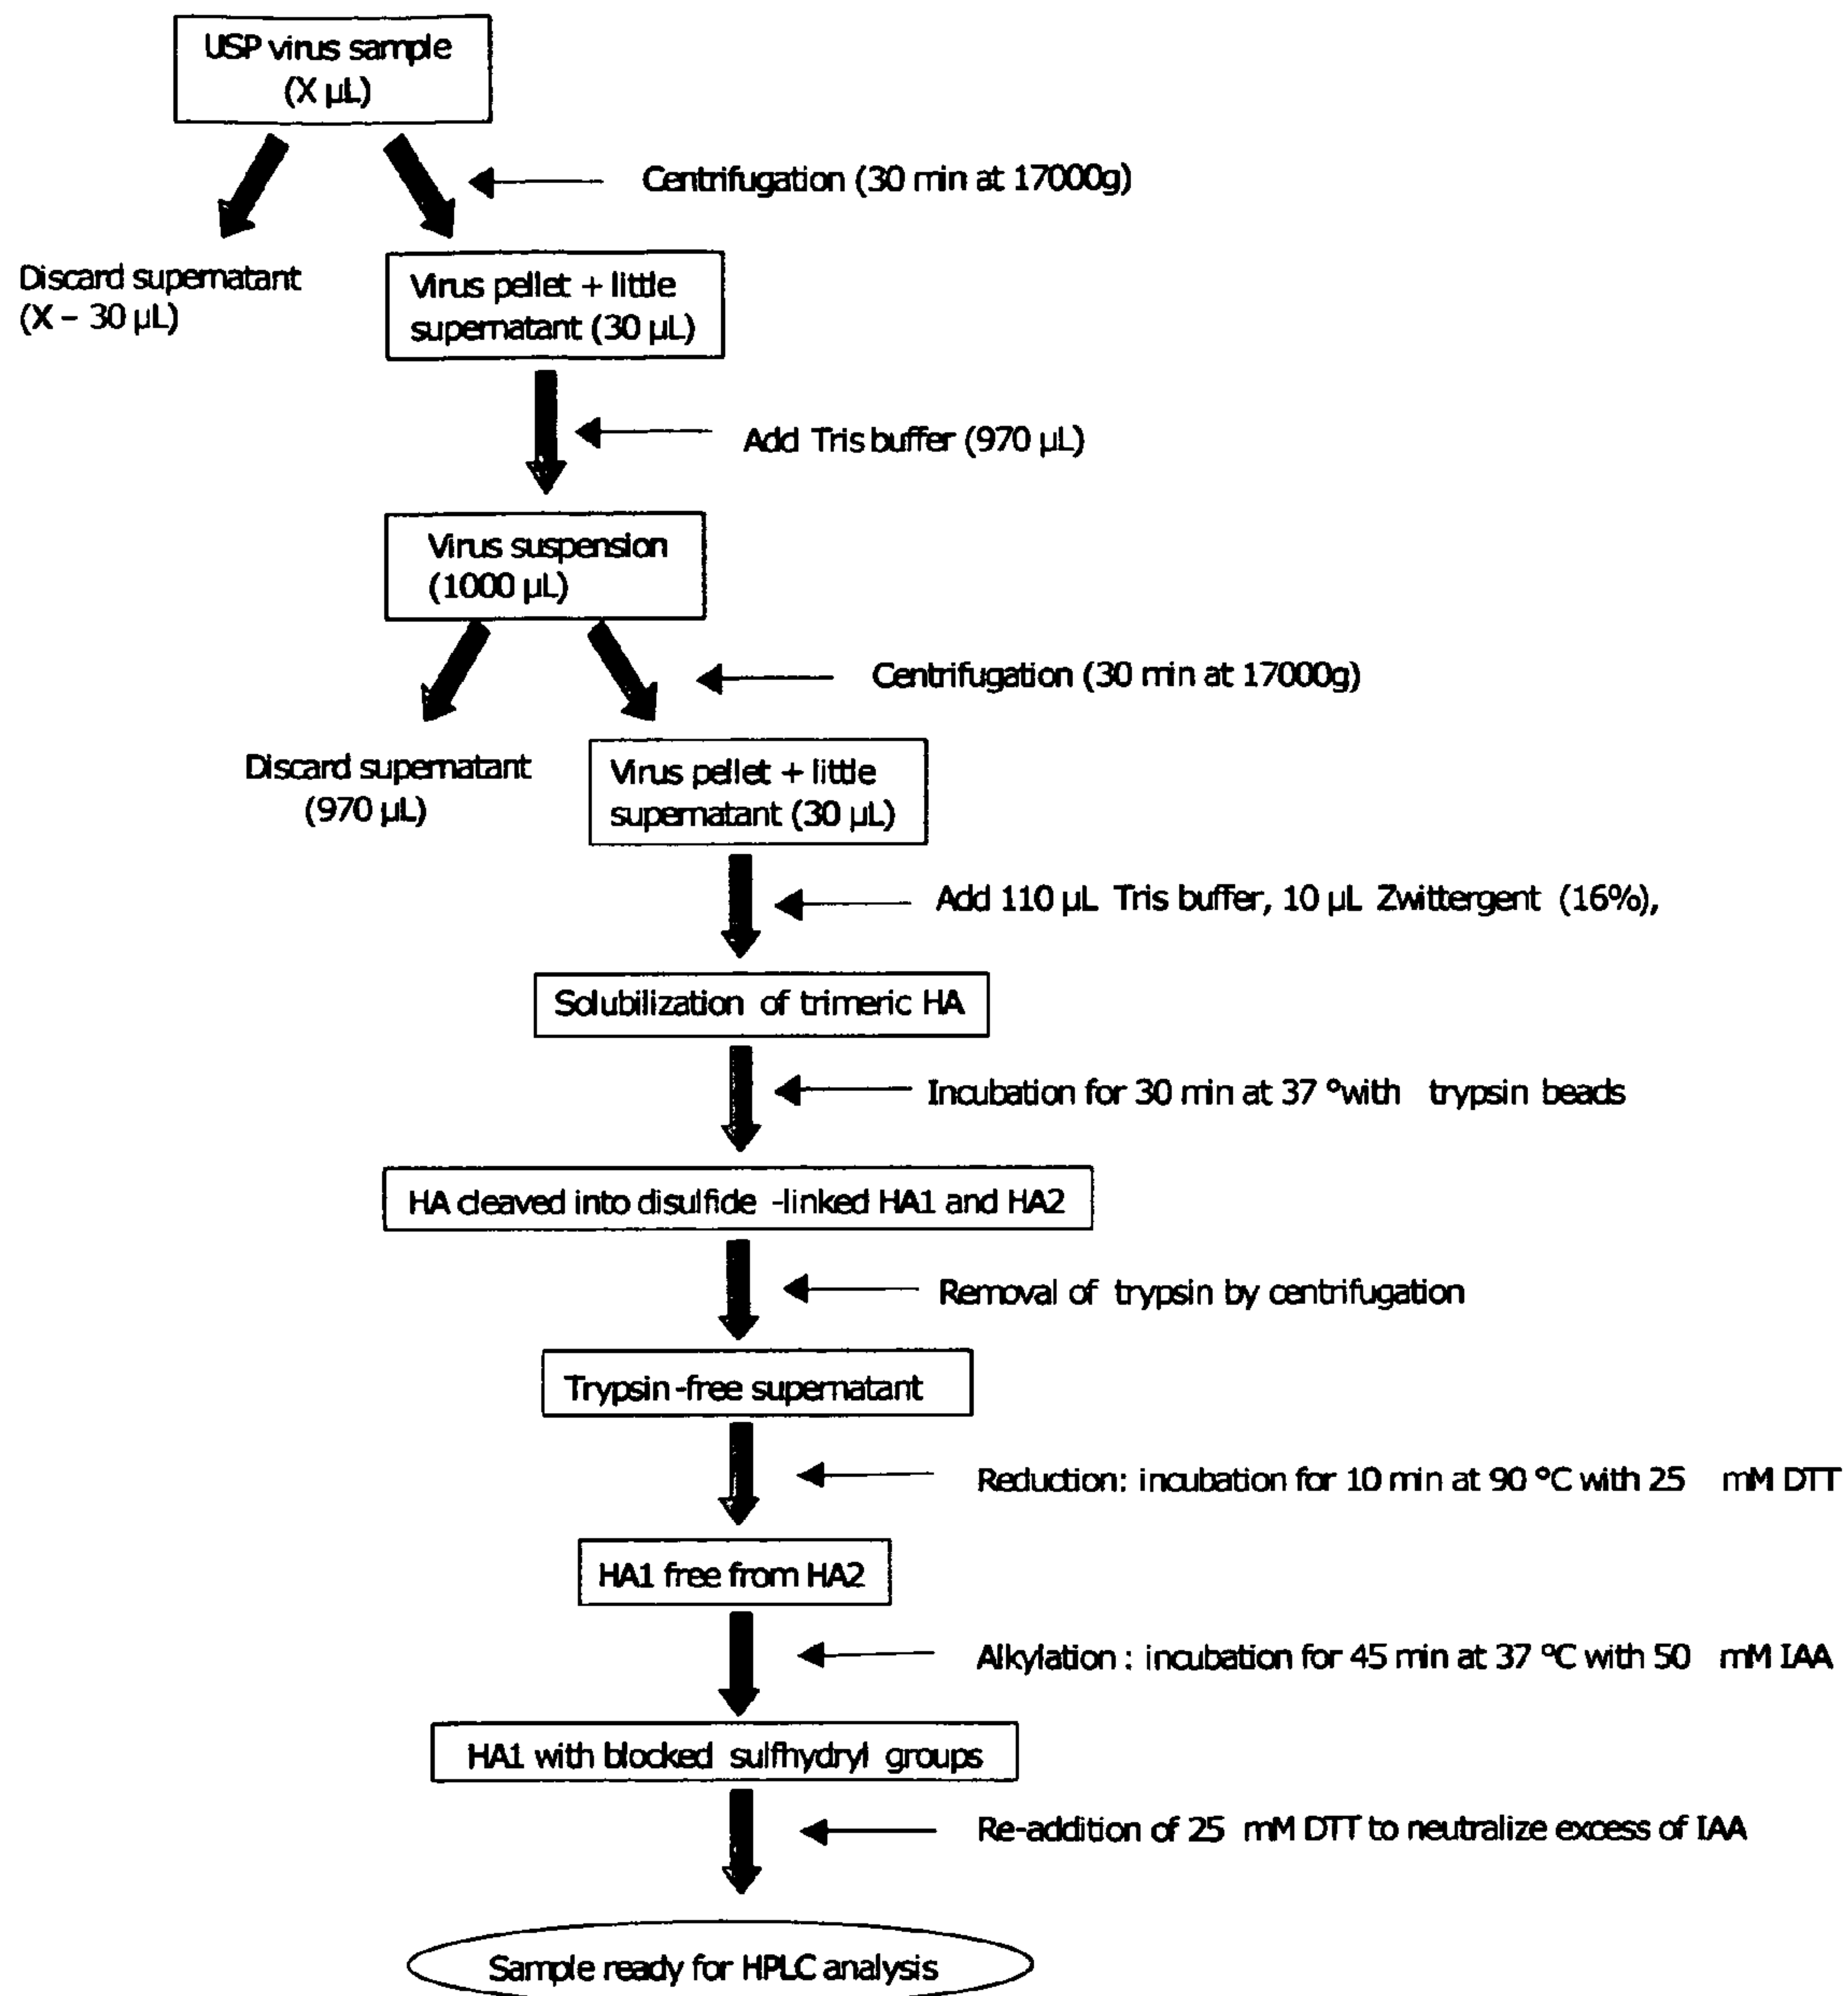 USP virus sample
(X µL)
Centrifugation (30 min at 17000g)
Discard supernatant
(X – 30 µL)
Virus pellet + little
supernatant (30 µL)
Add Tris buffer (970 µL)
Virus suspension
(1000 µL)
Centrifugation (30 min at 17000g)
Discard supernatant
(970 µL)
Virus pellet + little
supernatant (30 µL)
Add 110 µL Tris buffer, 10 µL Zwittergent (16%),
Solubilization of trimeric HA
Incubation for 30 min at 37 °with trypsin beads
HA cleaved into disulfide -linked HA1 and HA2
Removal of trypsin by centrifugation
Trypsin-free supernatant
Reduction: incubation for 10 min at 90 °C with 25 mM DTT
HA1 free from HA2
Alkylation : incubation for 45 min at 37 °C with 50 mM IAA
HA1 with blocked sulfhydryl groups
Re-addition of 25 mM DTT to neutralize excess of IAA
Sample ready for HPLC analysis